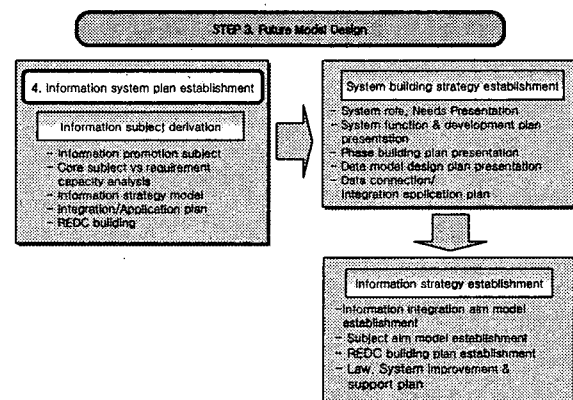 STEP 3. Future Model Design
4. Information system plan establishment
Information subject derivation
- Information promotion subject
- Core subject vs requirement
capacity analysis
- Information strategy model
- Integration/Application plan
- REDC building
System building strategy establishment
- System role, Needs Presentation
- System function & development plan
presentation
- Phase building plan presentation
- Data model design plan presentation
- Data connection/
Integration application plan
Information strategy establishment
-Information integration aim model
establishment
- Subject aim model establishment
- REDC building plan establishment
- Law, System Improvement &
support plan